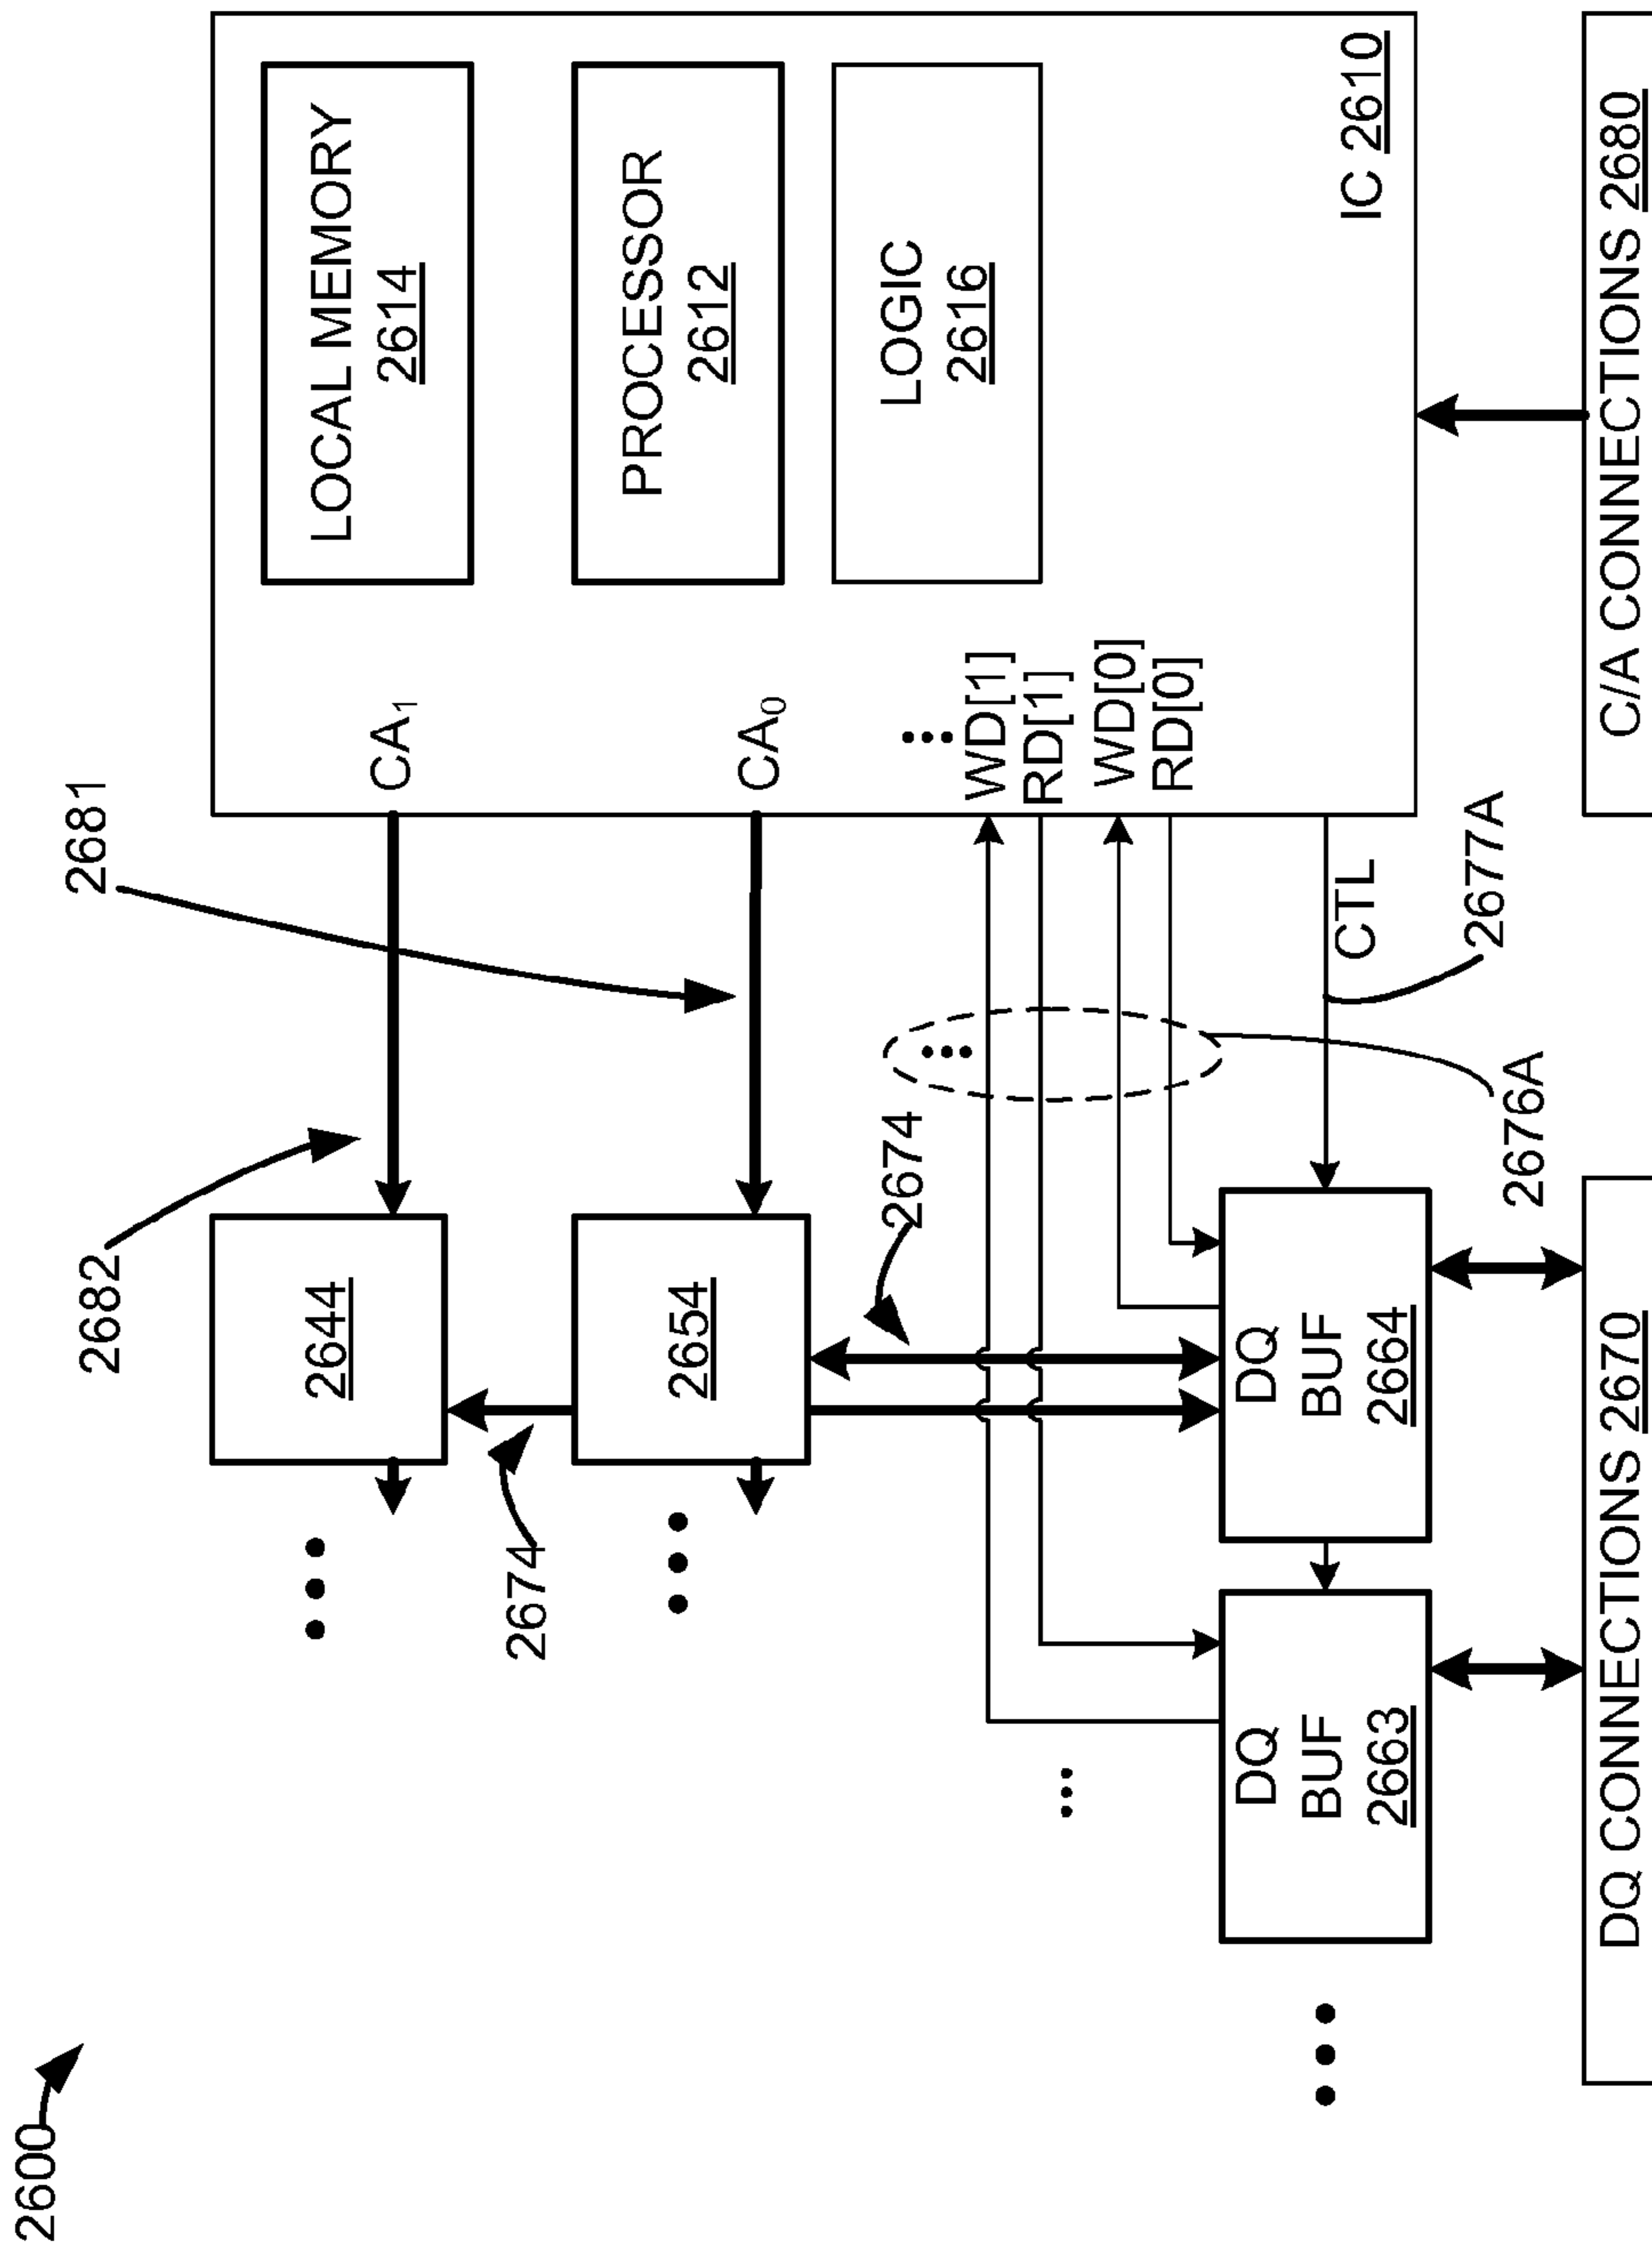 2600
2682
2681
2644
CA1
LOCAL MEMORY
2614
2674
2654
CA0
PROCESSOR
2612
2674
WD[1]
RD[1]
WD[0]
RD[0]
LOGIC
2616
DQ
BUF
2663
DQ
BUF
2664
CTL
2677A
2676A
IC 2610
DQ CONNECTIONS 2670
C/A CONNECTIONS 2680